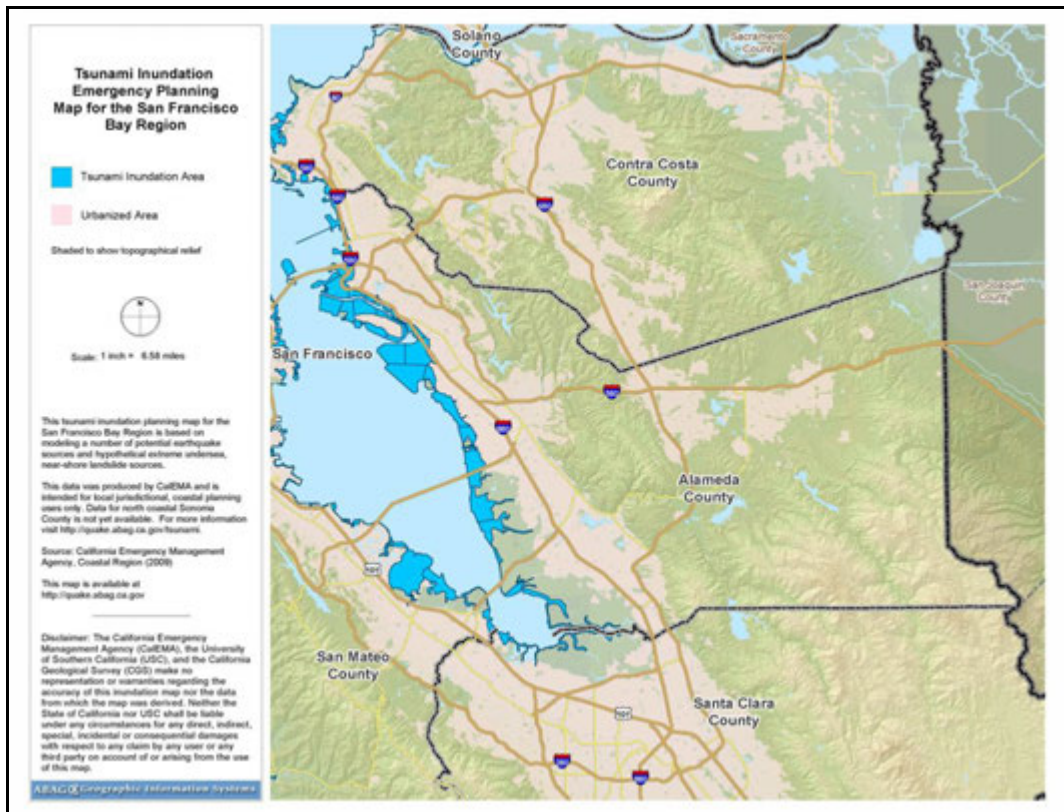 Tsunami Inundation
Emergency Planning
Map for the San Francisco
Bay Region
Tsunami Inundation Area
Urbanized Area
Shaded to show topographical relief
N
Scale: 1 inch = 6.58 miles
This tsunami inundation planning map for the
San Francisco Bay Region is based on
modeling a number of potential earthquake
sources and hypothetical extreme undersea,
near-shore landslide sources.
This data was produced by CalEMA and is
intended for local jurisdictional, coastal planning
uses only. Data for north coastal Sonoma
County is not yet available. For more information
visit http://quake.abag.ca.gov/tsunami.
Source: California Emergency Management
Agency, Coastal Region (2009)
This map is available at
http://quake.abag.ca.gov
Disclaimer: The California Emergency
Management Agency (CalEMA), the University
of Southern California (USC), and the California
Geological Survey (CGS) make no
representation or warranties regarding the
accuracy of this inundation map nor the data
from which the map was derived. Neither the
State of California nor USC shall be liable
under any circumstances for any direct, indirect,
special, incidental or consequential damages
with respect to any claim by any user or any
third party on account of or arising from the use
of this map.
ABAG Geographic Information Systems
Solano
County
Sacramento
County
Contra Costa
County
San Joaquin
County
San Francisco
Alameda
County
101
San Mateo
County
Santa Clara
County
101